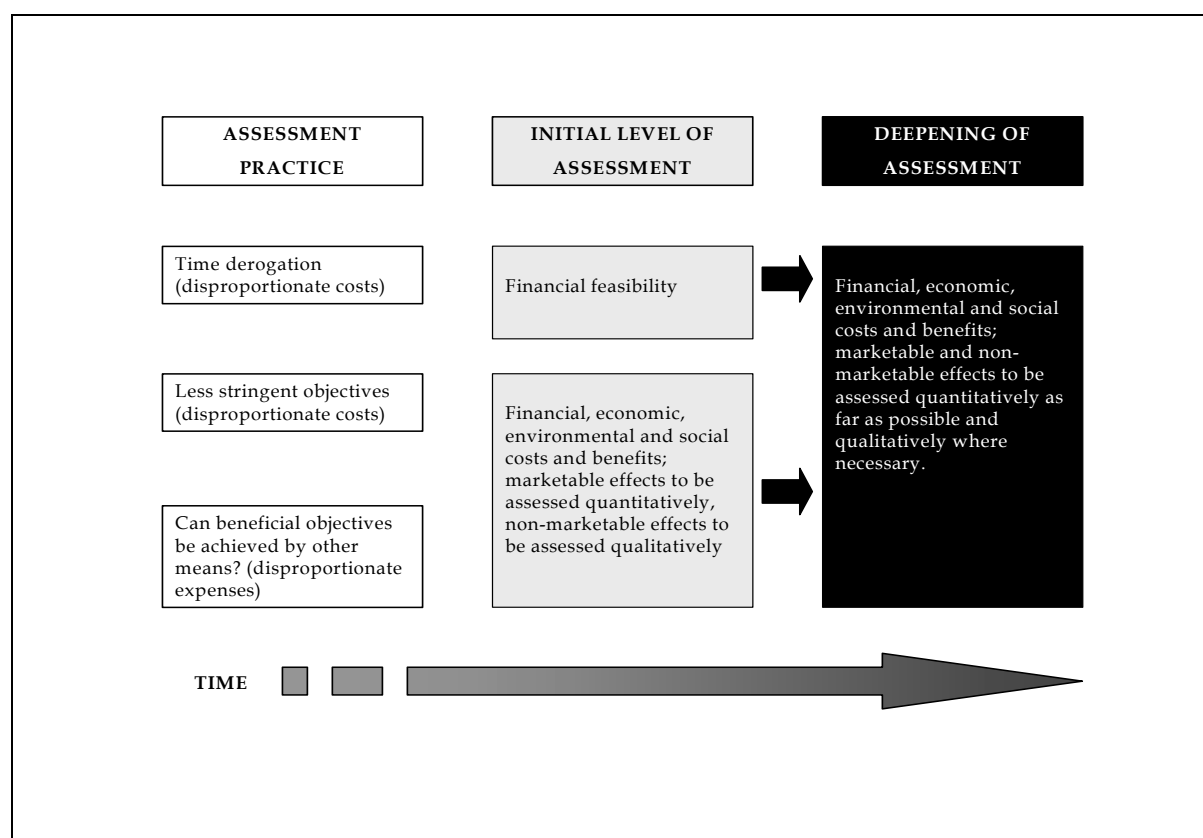 ASSESSMENT
PRACTICE
INITIAL LEVEL OF
ASSESSMENT
DEEPENING OF
ASSESSMENT
Time derogation
(disproportionate costs)
Financial feasibility
Financial, economic,
environmental and social
costs and benefits;
marketable and non-
marketable effects to be
assessed quantitatively as
far as possible and
qualitatively where
necessary.
Less stringent objectives
(disproportionate costs)
Financial, economic,
environmental and social
costs and benefits;
marketable effects to be
assessed quantitatively,
non-marketable effects to
be assessed qualitatively
Can beneficial objectives
be achieved by other
means? (disproportionate
expenses)
TIME